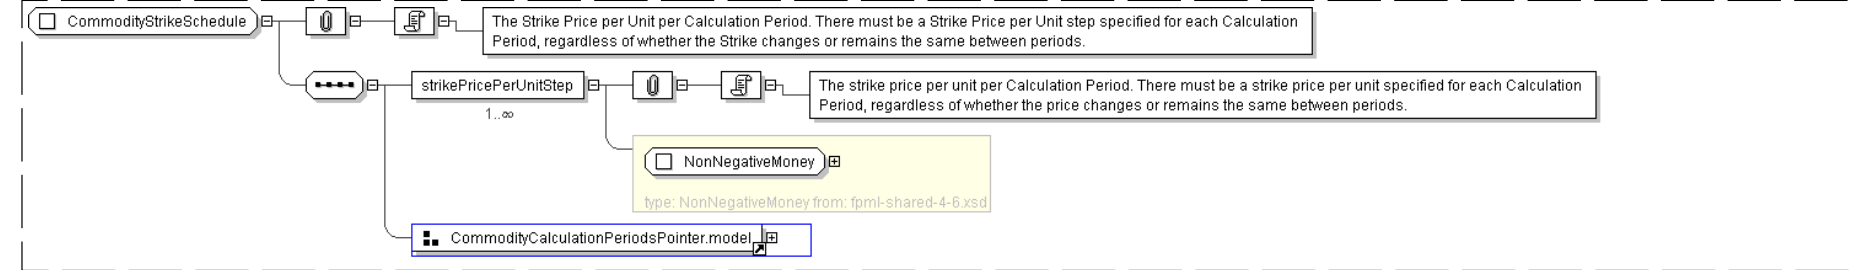 CommodityStrikeSchedule
The Strike Price per Unit per Calculation Period. There must be a Strike Price per Unit step specified for each Calculation
Period, regardless of whether the Strike changes or remains the same between periods.
strikePricePerUnitStep
1..∞
The strike price per unit per Calculation Period. There must be a strike price per unit specified for each Calculation
Period, regardless of whether the price changes or remains the same between periods.
NonNegativeMoney
type: NonNegativeMoney from: fpml-shared-4-6.xsd
CommodityCalculationPeriodsPointer.model